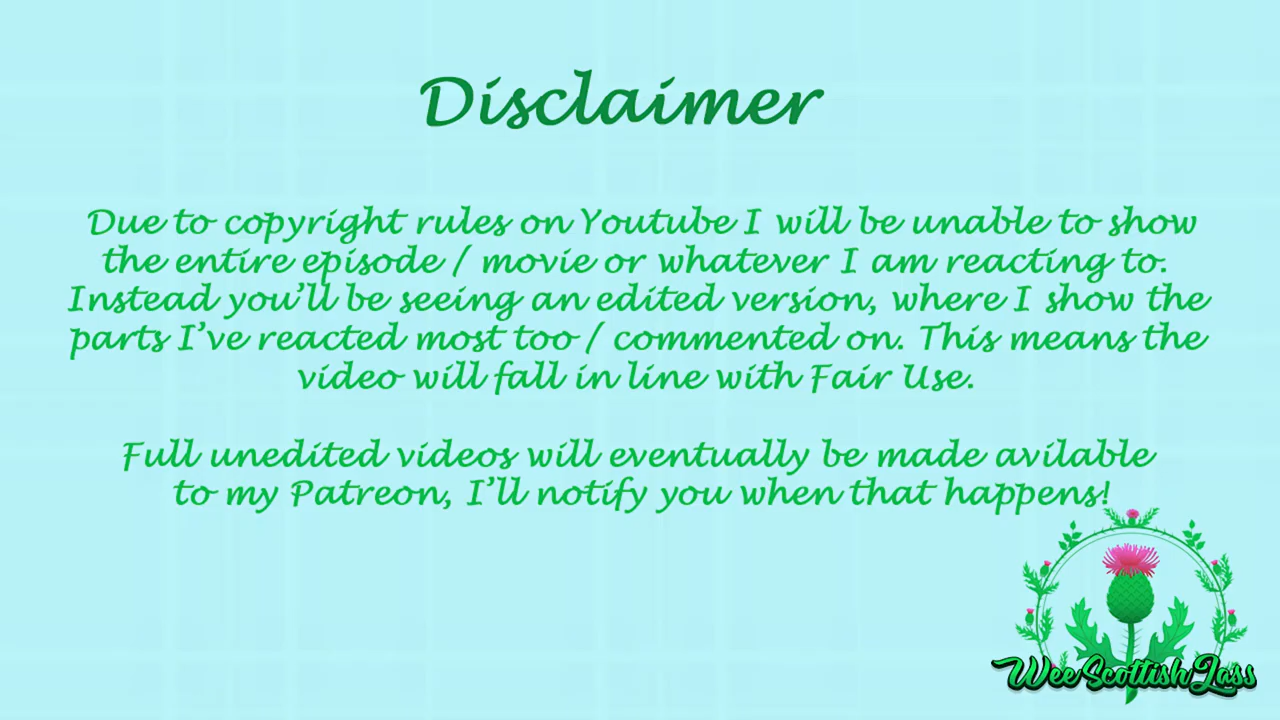 Disclaimer
Due to copyright rules on Youtube I will be unable to show
the entire episode / movie or whatever I am reacting to.
Instead you'll be seeing an edited version, where I show the
parts I've reacted most too / commented on. This means the
video will fall in line with Fair Use.
Full unedited videos will eventually be made avilable
to my Patreon, I'll notify you when that happens!
Wee Scottish Lass